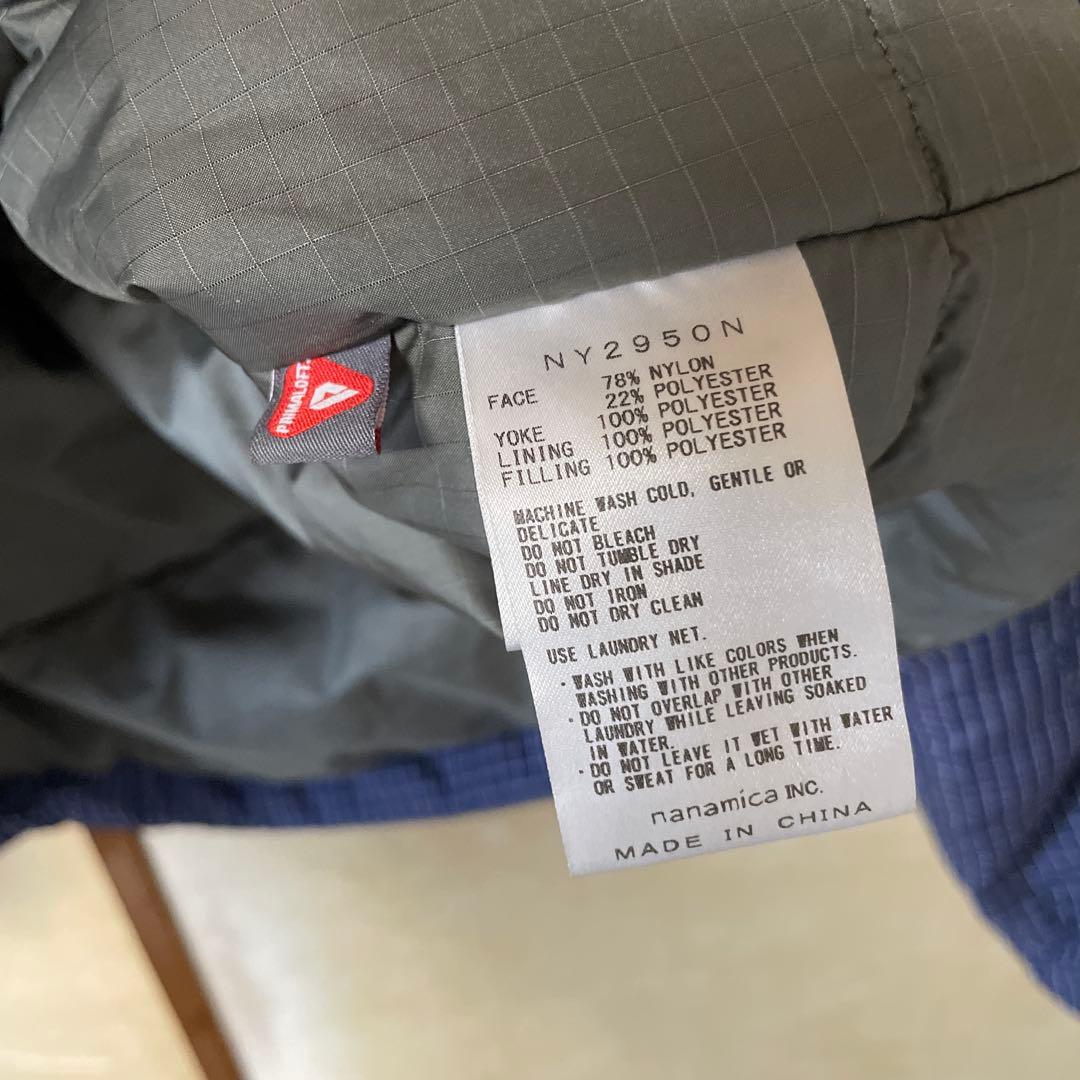 PRIMALOFT
NY2950N
FACE 78% NYLON
22% POLYESTER
YOKE 100% POLYESTER
LINING 100% POLYESTER
FILLING 100% POLYESTER
MACHINE WASH COLD, GENTLE OR
DELICATE
DO NOT BLEACH
DO NOT TUMBLE DRY
LINE DRY IN SHADE
DO NOT IRON
DO NOT DRY CLEAN
USE LAUNDRY NET.
・WASH WITH LIKE COLORS WHEN
WASHING WITH OTHER PRODUCTS.
・DO NOT OVERLAP WITH OTHER
LAUNDRY WHILE LEAVING SOAKED
IN WATER.
・DO NOT LEAVE IT WET WITH WATER
OR SWEAT FOR A LONG TIME.
nanamica INC.
MADE IN CHINA